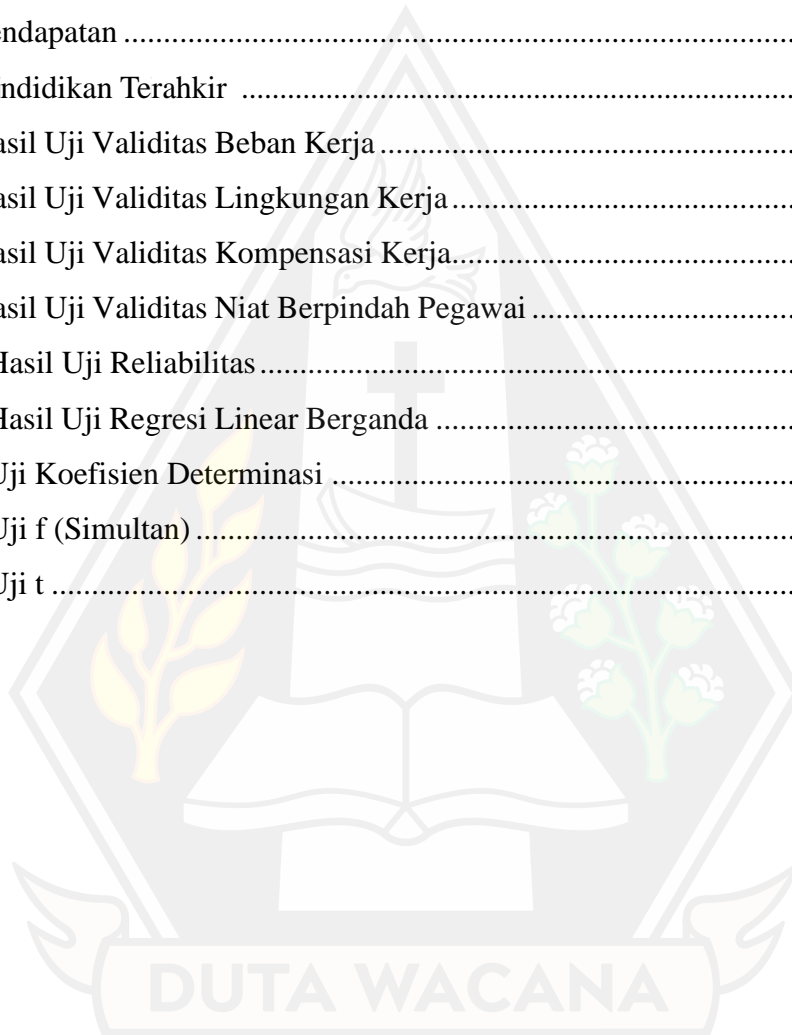 endapatan ..........................................................................................
ndidikan Terahkir ..........................................................................
asil Uji Validitas Beban Kerja ........................................................
asil Uji Validitas Lingkungan Kerja .............................................
asil Uji Validitas Kompensasi Kerja.............................................
asil Uji Validitas Niat Berpindah Pegawai ...................................
Hasil Uji Reliabilitas ........................................................................
Hasil Uji Regresi Linear Berganda ................................................
Uji Koefisien Determinasi ..............................................................
Uji f (Simultan) ................................................................................
Uji t ....................................................................................................
DUTA WACANA